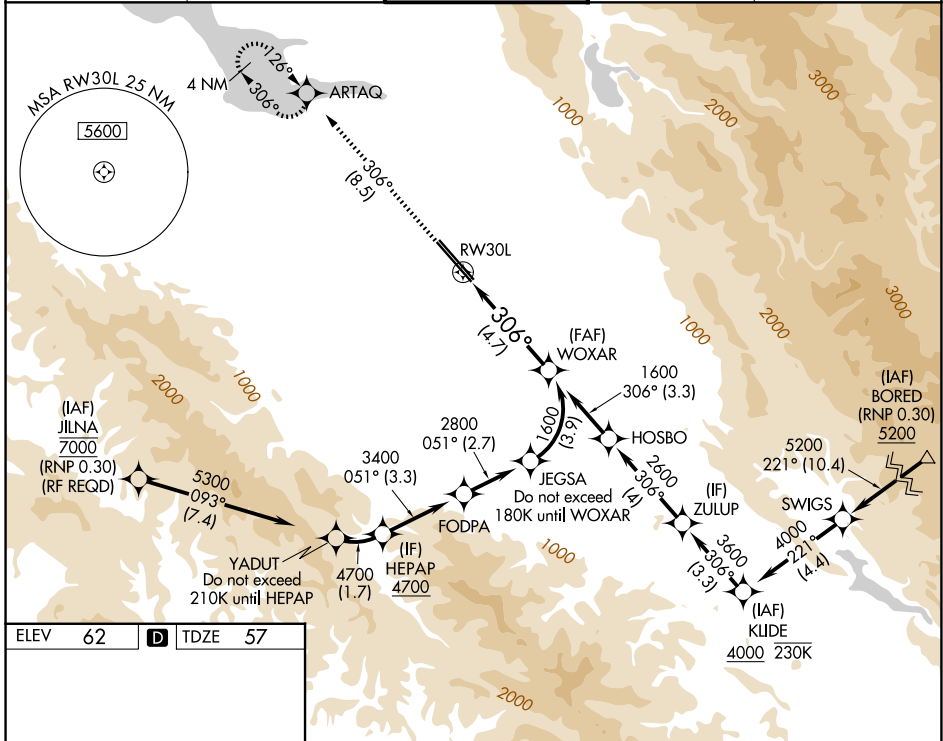 MSA RW30L 25 NM
5600
4 NM
126°
306°
ARTAQ
306°
(8.5)
RW30L
306°
(4.7)
(FAF)
WOXAR
1600
306° (3.3)
HOSBO
1600
(3.9)
JEGSA
Do not exceed
180K until WOXAR
2800
051° (2.7)
FODPA
3400
051° (3.3)
(IF)
HEPAP
4700
4700
(1.7)
YADUT
Do not exceed
210K until HEPAP
5300
093°
(7.4)
(IAF)
JILNA
7000
(RNP 0.30)
(RF REQD)
2600
306°
(4)
(IF)
ZULUP
3600
306°
(3.3)
(IAF)
KLIDE
4000 230K
4000
221°
(4.4)
SWIGS
5200
221° (10.4)
(IAF)
BORED
(RNP 0.30)
5200
1000
2000
3000
3000
2000
1000
2000
1000
1000
2000
ELEV 62 D TDZE 57